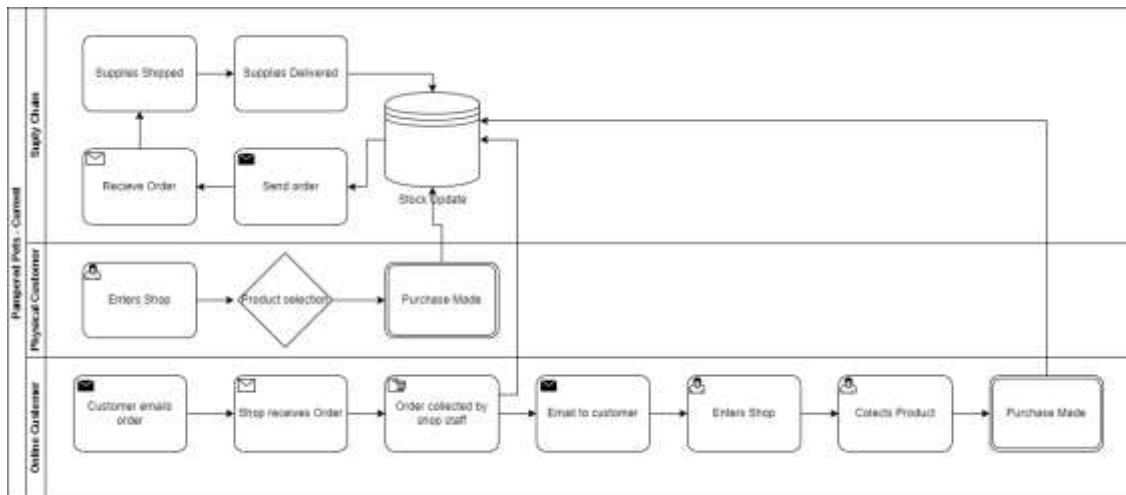 Pampered Pets - Current
Suply Chain
Supplies Shipped
Supplies Delivered
Recieve Order
Send order
Stock Update
Physical Customer
Enters Shop
Product selection
Purchase Made
Online Customer
Customer emails
order
Shop receives Order
Order collected by
shop staff
Email to customer
Enters Shop
Colects Product
Purchase Made